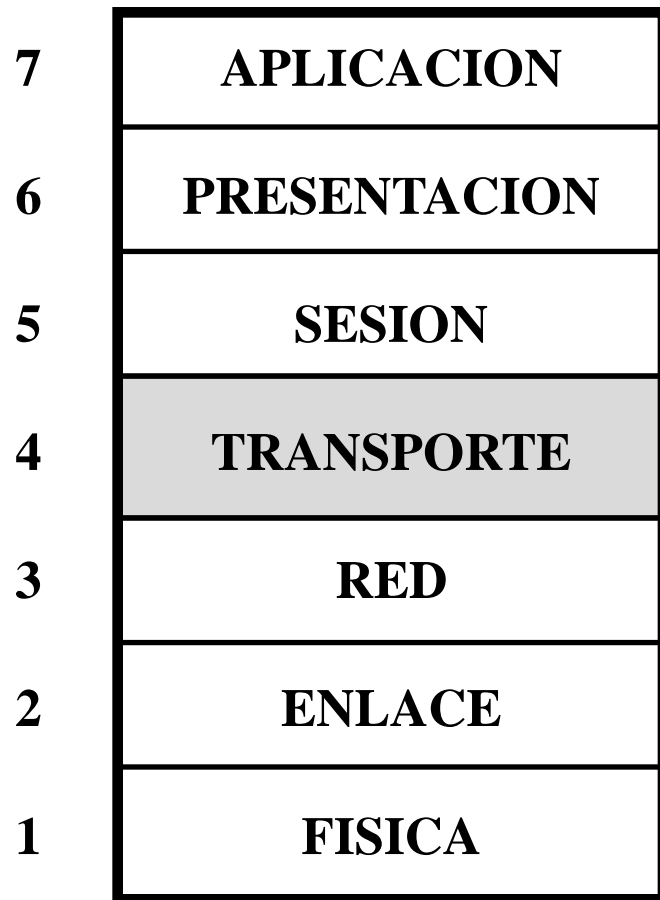 7 APLICACION
6 PRESENTACION
5 SESION
4 TRANSPORTE
3 RED
2 ENLACE
1 FISICA